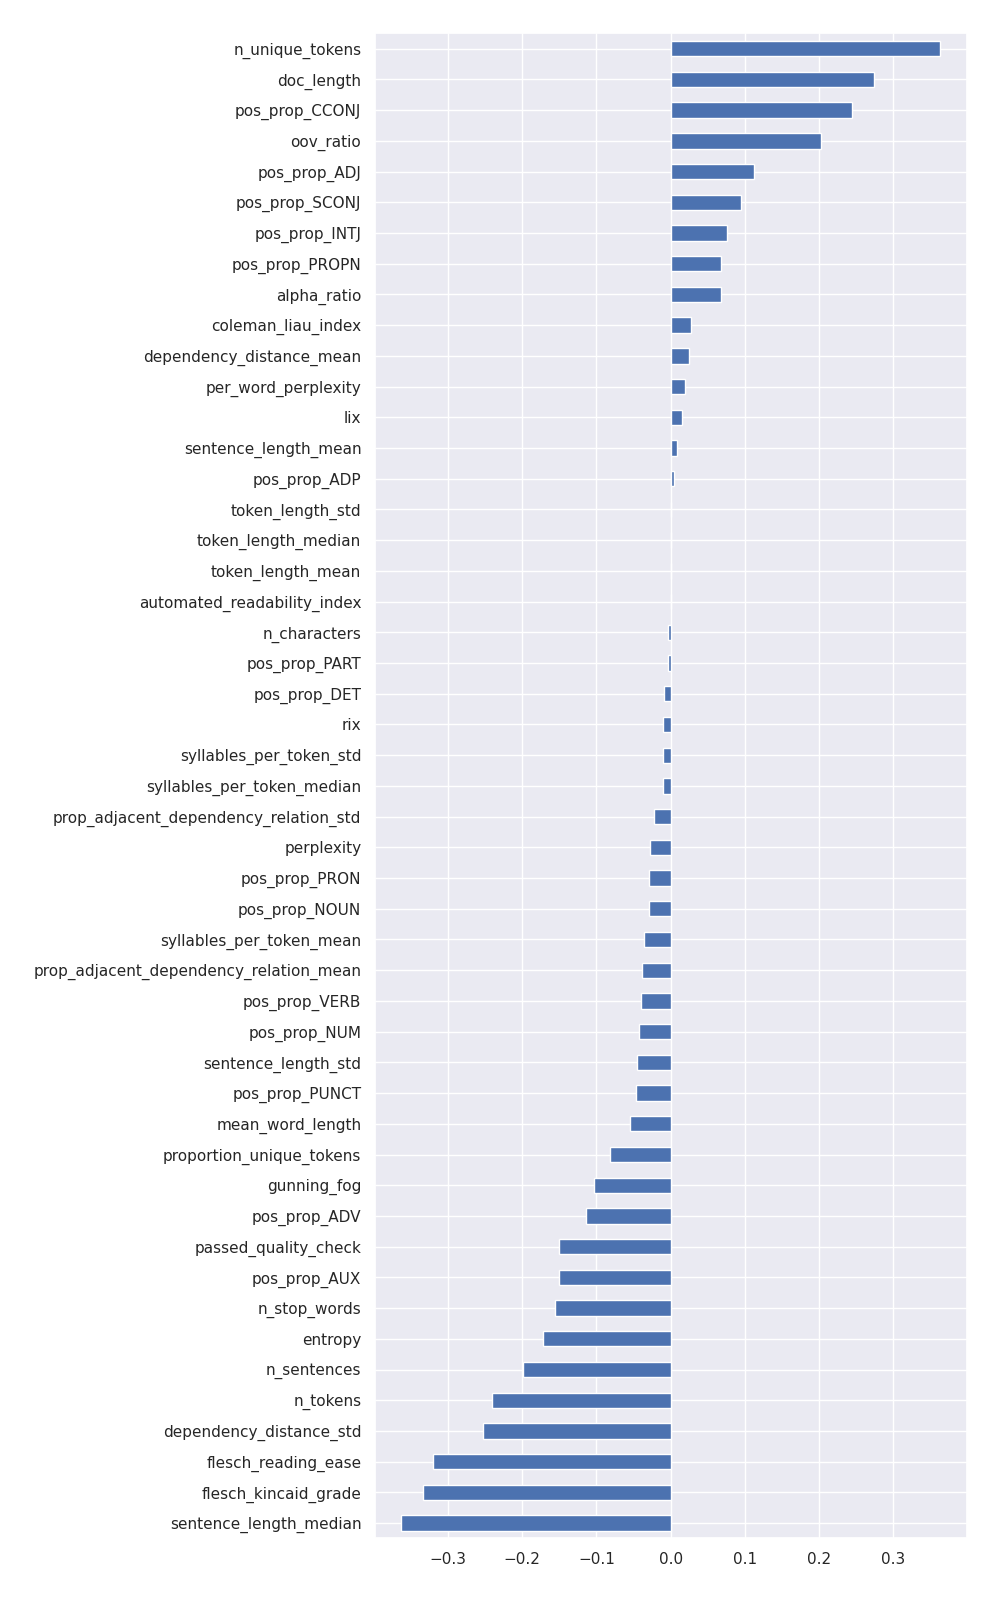 n_unique_tokens
doc_length
pos_prop_CCONJ
oov_ratio
pos_prop_ADJ
pos_prop_SCONJ
pos_prop_INTJ
pos_prop_PROPN
alpha_ratio
coleman_liau_index
dependency_distance_mean
per_word_perplexity
lix
sentence_length_mean
pos_prop_ADP
token_length_std
token_length_median
token_length_mean
automated_readability_index
n_characters
pos_prop_PART
pos_prop_DET
rix
syllables_per_token_std
syllables_per_token_median
prop_adjacent_dependency_relation_std
perplexity
pos_prop_PRON
pos_prop_NOUN
syllables_per_token_mean
prop_adjacent_dependency_relation_mean
pos_prop_VERB
pos_prop_NUM
sentence_length_std
pos_prop_PUNCT
mean_word_length
proportion_unique_tokens
gunning_fog
pos_prop_ADV
passed_quality_check
pos_prop_AUX
n_stop_words
entropy
n_sentences
n_tokens
dependency_distance_std
flesch_reading_ease
flesch_kincaid_grade
sentence_length_median
−0.3 −0.2 −0.1 0.0 0.1 0.2 0.3